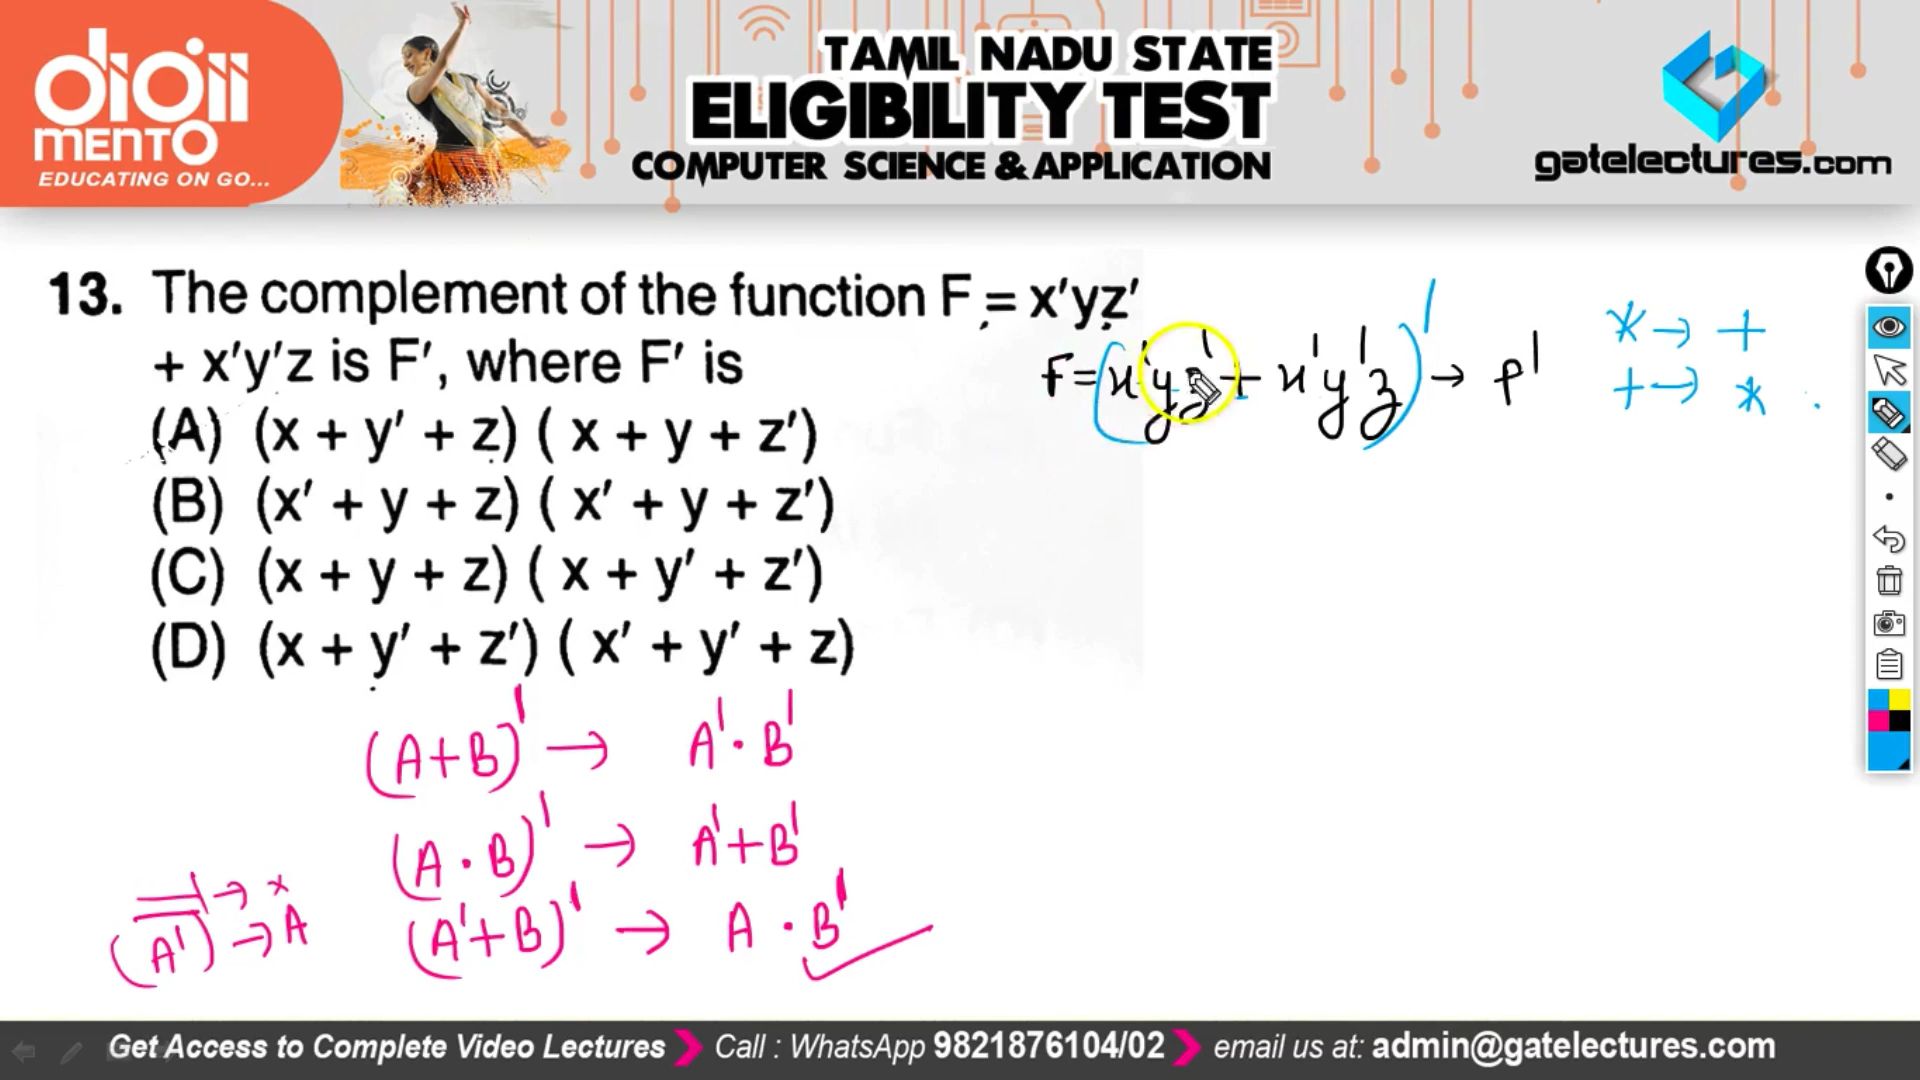 DIGII
MENTO
EDUCATING ON GO...
TAMIL NADU STATE
ELIGIBILITY TEST
COMPUTER SCIENCE & APPLICATION
gatelectures.com
13. The complement of the function F = x'yz'
+ x'y'z is F', where F' is
(A) (x + y' + z) ( x + y + z')
(B) (x' + y + z) ( x' + y + z')
(C) (x + y + z) ( x + y' + z')
(D) (x + y' + z') ( x' + y' + z)
F = (x'yz' + x'y'z)' → F'
* → +
+ → *
(A+B)' → A'·B'
(A·B)' → A'+B'
(A'+B)' → A·B'
→ x
(A') → A
Get Access to Complete Video Lectures
Call : WhatsApp 9821876104/02
email us at: admin@gatelectures.com